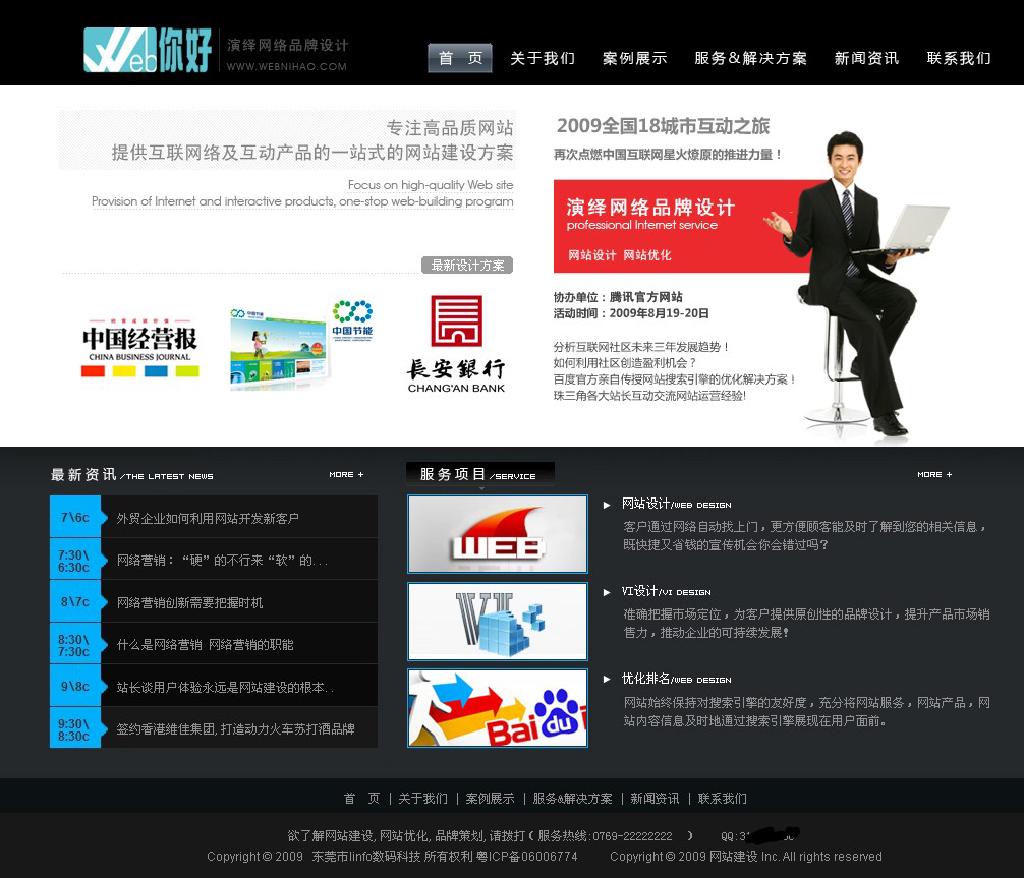 Web你好
演绎网络品牌设计
WWW.WEBNIHAO.COM
首 页 关于我们 案例展示 服务&解决方案 新闻资讯 联系我们
专注高品质网站
提供互联网络及互动产品的一站式的网站建设方案
Focus on high-quality Web site
Provision of Internet and interactive products, one-stop web-building program
最新设计方案
中国经营报
CHINA BUSINESS JOURNAL
中国节能
中国节能
長安銀行
CHANG'AN BANK
2009全国18城市互动之旅
再次点燃中国互联网星火燎原的推进力量！
演绎网络品牌设计
professional Internet service
网站设计 网站优化
协办单位：腾讯官方网站
活动时间：2009年8月19-20日
分析互联网社区未来三年发展趋势！
如何利用社区创造盈利机会？
百度官方亲自传授网站搜索引擎的优化解决方案！
珠三角各大站长互动交流网站运营经验!
最新资讯/THE LATEST NEWS MORE +
7\6c 外贸企业如何利用网站开发新客户
7:30\
6:30c 网络营销：“硬”的不行来“软”的...
8\7c 网络营销创新需要把握时机
8:30\
7:30c 什么是网络营销 网络营销的职能
9\8c 站长谈用户体验永远是网站建设的根本..
9:30\
8:30c 签约香港维佳集团,打造动力火车苏打酒品牌
服务项目/SERVICE MORE +
WEB
网站设计/WEB DESIGN
客户通过网络自动找上门，更方便顾客能及时了解到您的相关信息，
既快捷又省钱的宣传机会你会错过吗？
VI
VI设计/VI DESIGN
准确把握市场定位，为客户提供原创性的品牌设计，提升产品市场销
售力，推动企业的可持续发展！
Baidu
优化排名/WEB DESIGN
网站始终保持对搜索引擎的友好度，充分将网站服务，网站产品，网
站内容信息及时地通过搜索引擎展现在用户面前。
首 页 | 关于我们 | 案例展示 | 服务&解决方案 | 新闻资讯 | 联系我们
欲了解网站建设,网站优化,品牌策划,请拨打（服务热线:0769-22222222 ） QQ:
Copyright © 2009 东莞市linfo数码科技 所有权利 粤ICP备06006774 Copyright © 2009 网站建设 Inc. All rights reserved